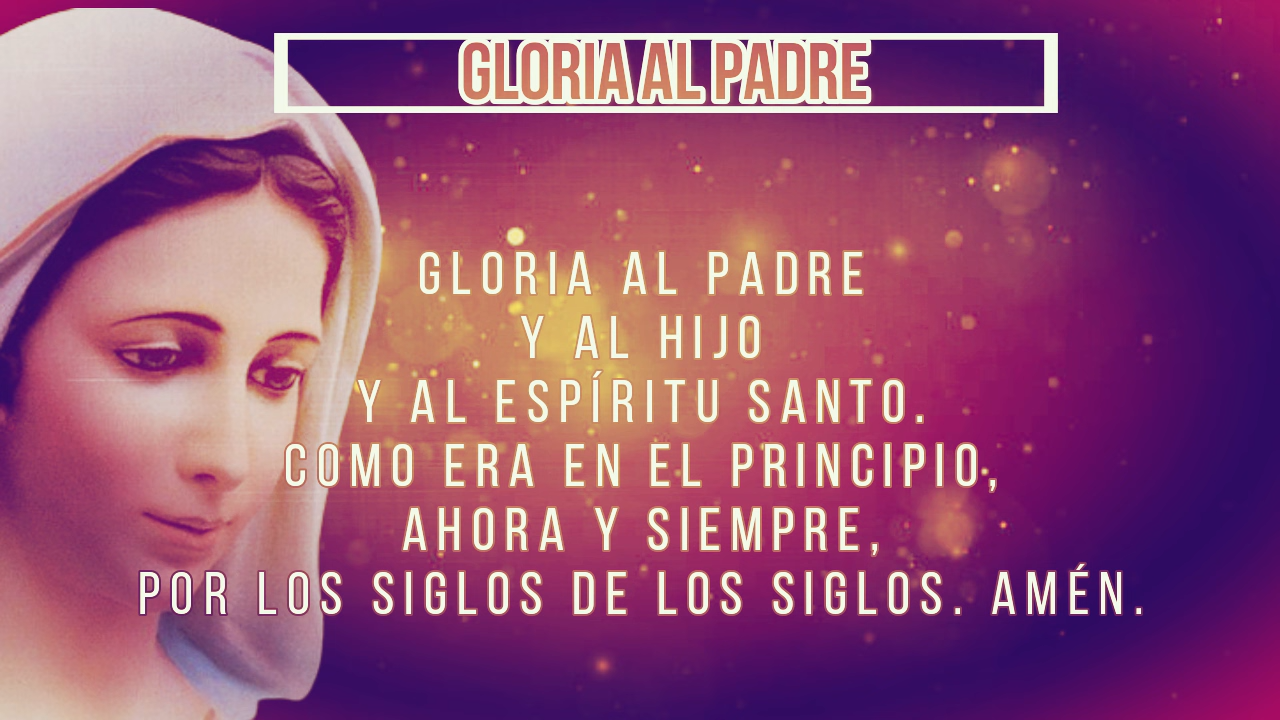 GLORIA AL PADRE
GLORIA AL PADRE
Y AL HIJO
Y AL ESPÍRITU SANTO.
COMO ERA EN EL PRINCIPIO,
AHORA Y SIEMPRE,
POR LOS SIGLOS DE LOS SIGLOS. AMÉN.